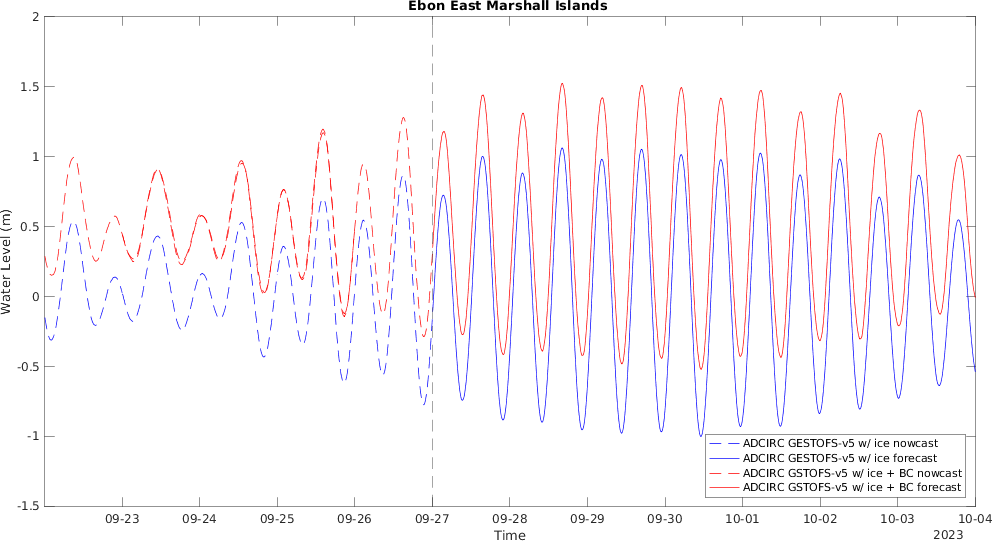 Ebon East Marshall Islands
Water Level (m)
2
1.5
1
0.5
0
-0.5
-1
-1.5
ADCIRC GESTOFS-v5 w/ ice nowcast
ADCIRC GESTOFS-v5 w/ ice forecast
ADCIRC GSTOFS-v5 w/ ice + BC nowcast
ADCIRC GSTOFS-v5 w/ ice + BC forecast
09-23 09-24 09-25 09-26 09-27 09-28 09-29 09-30 10-01 10-02 10-03 10-04
Time
2023